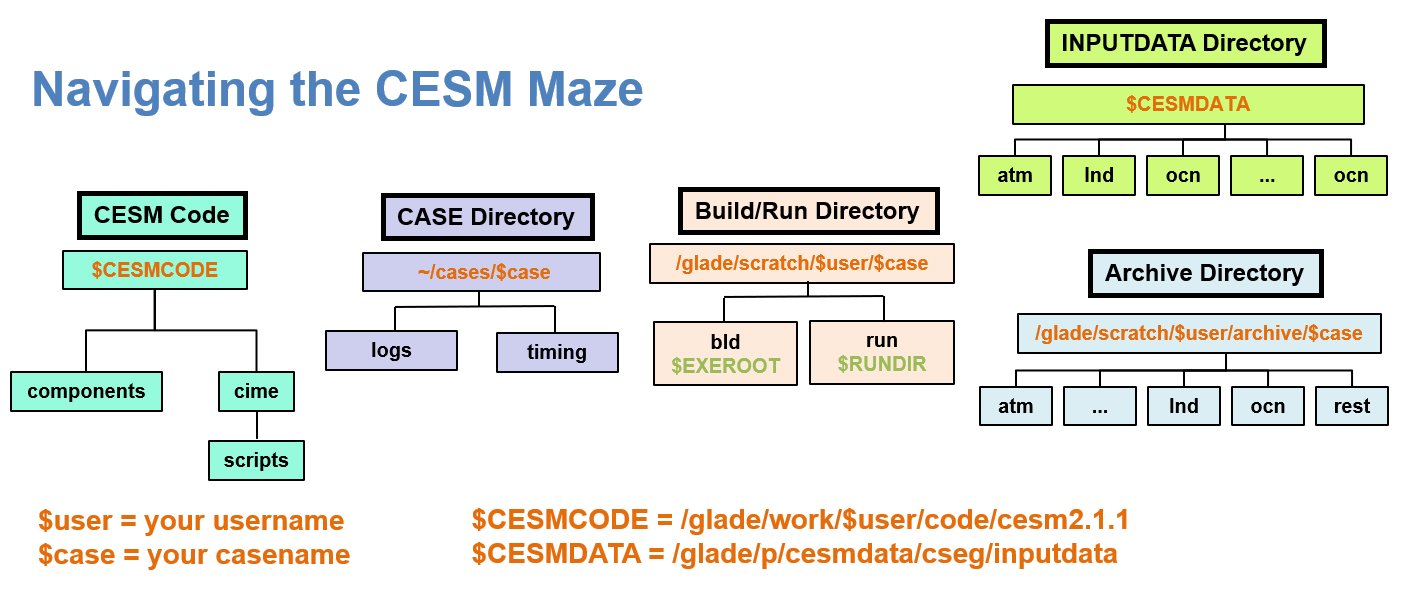 Navigating the CESM Maze
CESM Code
$CESMCODE
components
cime
scripts
CASE Directory
~/cases/$case
logs
timing
Build/Run Directory
/glade/scratch/$user/$case
bld
$EXEROOT
run
$RUNDIR
INPUTDATA Directory
$CESMDATA
atm
lnd
ocn
...
ocn
Archive Directory
/glade/scratch/$user/archive/$case
atm
...
lnd
ocn
rest
$user = your username
$case = your casename
$CESMCODE = /glade/work/$user/code/cesm2.1.1
$CESMDATA = /glade/p/cesmdata/cseg/inputdata